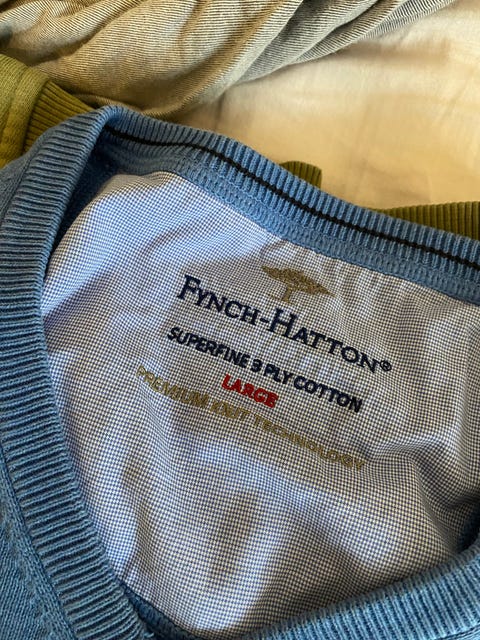 FYNCH-HATTON®
SUPERFINE 3 PLY COTTON
LARGE
PREMIUM KNIT TECHNOLOGY